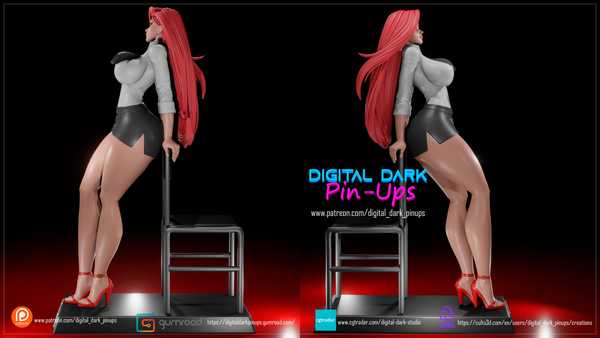 DIGITAL DARK
Pin-Ups
www.patreon.com/digital_dark_pinups
www.patreon.com/digital_dark_pinups
gumroad
https://digitaldarkpinups.gumroad.com/
cgtrader
www.cgtrader.com/digital-dark-studio
https://cults3d.com/en/users/digital_dark_pinups/creations